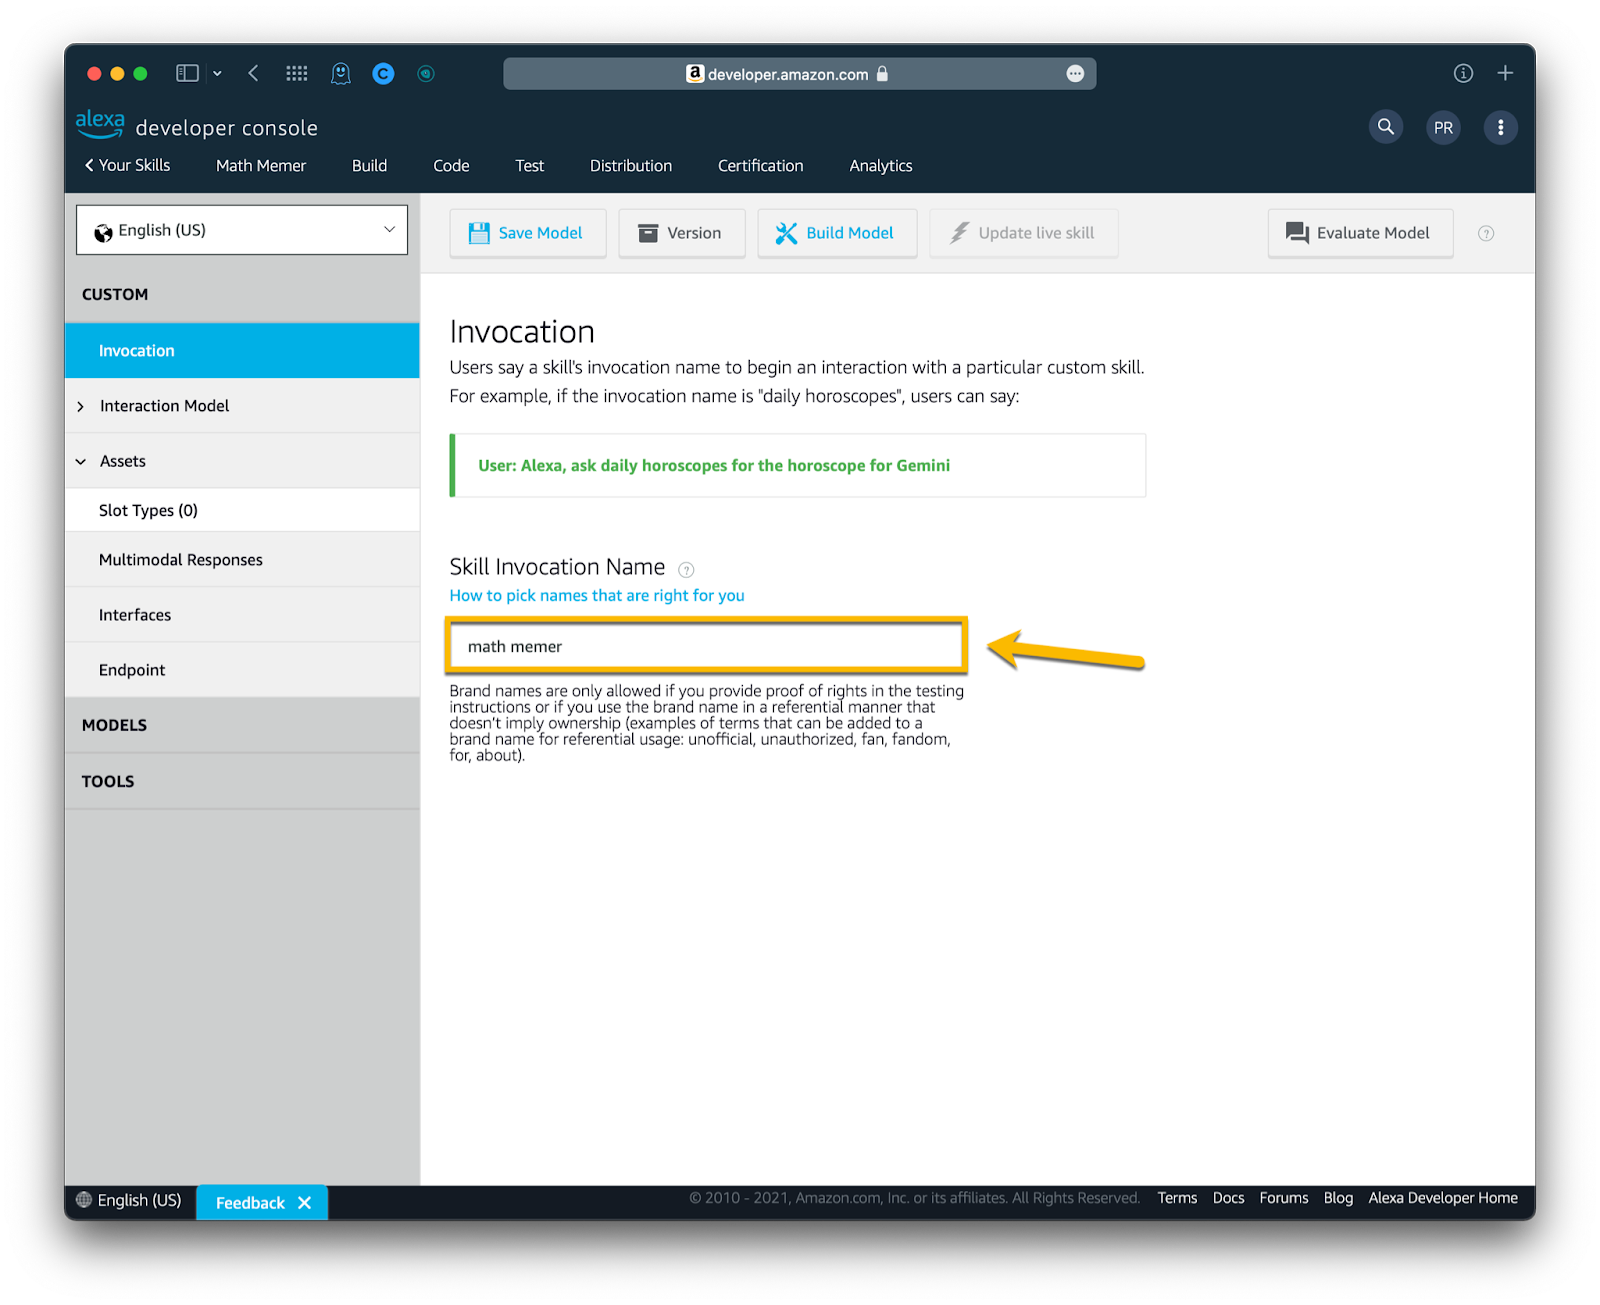 developer.amazon.com
alexa developer console
PR
Your Skills Math Memer Build Code Test Distribution Certification Analytics
English (US)
Save Model Version Build Model Update live skill Evaluate Model
CUSTOM
Invocation
Interaction Model
Assets
Slot Types (0)
Multimodal Responses
Interfaces
Endpoint
MODELS
TOOLS
Invocation
Users say a skill's invocation name to begin an interaction with a particular custom skill.
For example, if the invocation name is "daily horoscopes", users can say:
User: Alexa, ask daily horoscopes for the horoscope for Gemini
Skill Invocation Name
How to pick names that are right for you
math memer
Brand names are only allowed if you provide proof of rights in the testing
instructions or if you use the brand name in a referential manner that
doesn't imply ownership (examples of terms that can be added to a
brand name for referential usage: unofficial, unauthorized, fan, fandom,
for, about).
English (US) Feedback © 2010 - 2021, Amazon.com, Inc. or its affiliates. All Rights Reserved. Terms Docs Forums Blog Alexa Developer Home